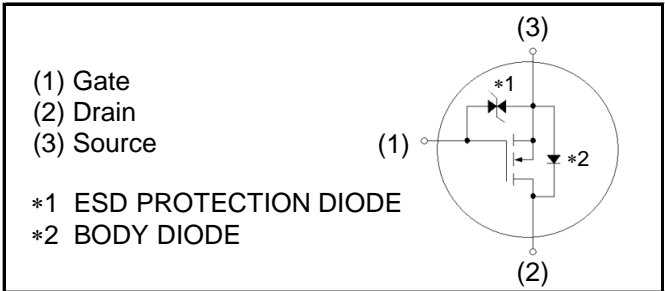 (1) Gate
(2) Drain
(3) Source
∗1 ESD PROTECTION DIODE
∗2 BODY DIODE
(3)
∗1
(1)
∗2
(2)